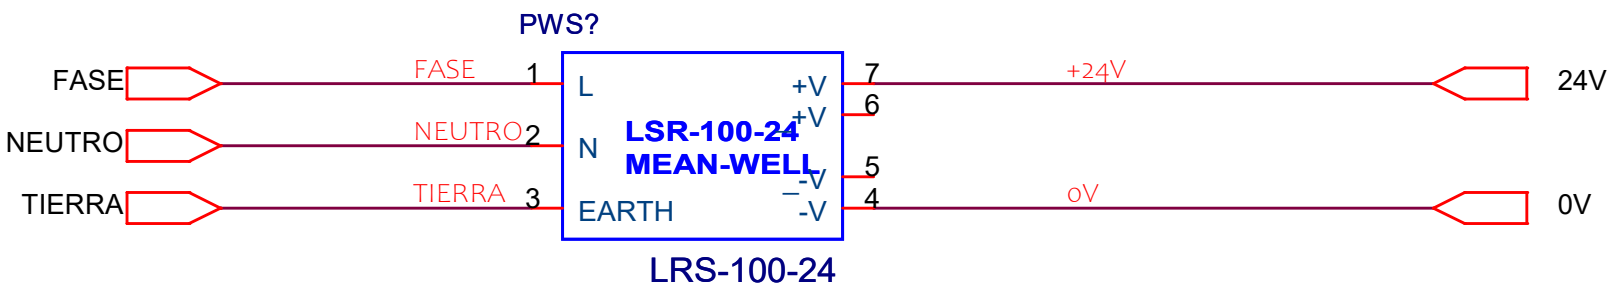 PWS?
FASE FASE 1 L +V 7 +24V 24V
_+V 6
NEUTRO NEUTRO 2 N LSR-100-24
MEAN-WELL
_-V 5
TIERRA TIERRA 3 EARTH -V 4 0V 0V
LRS-100-24